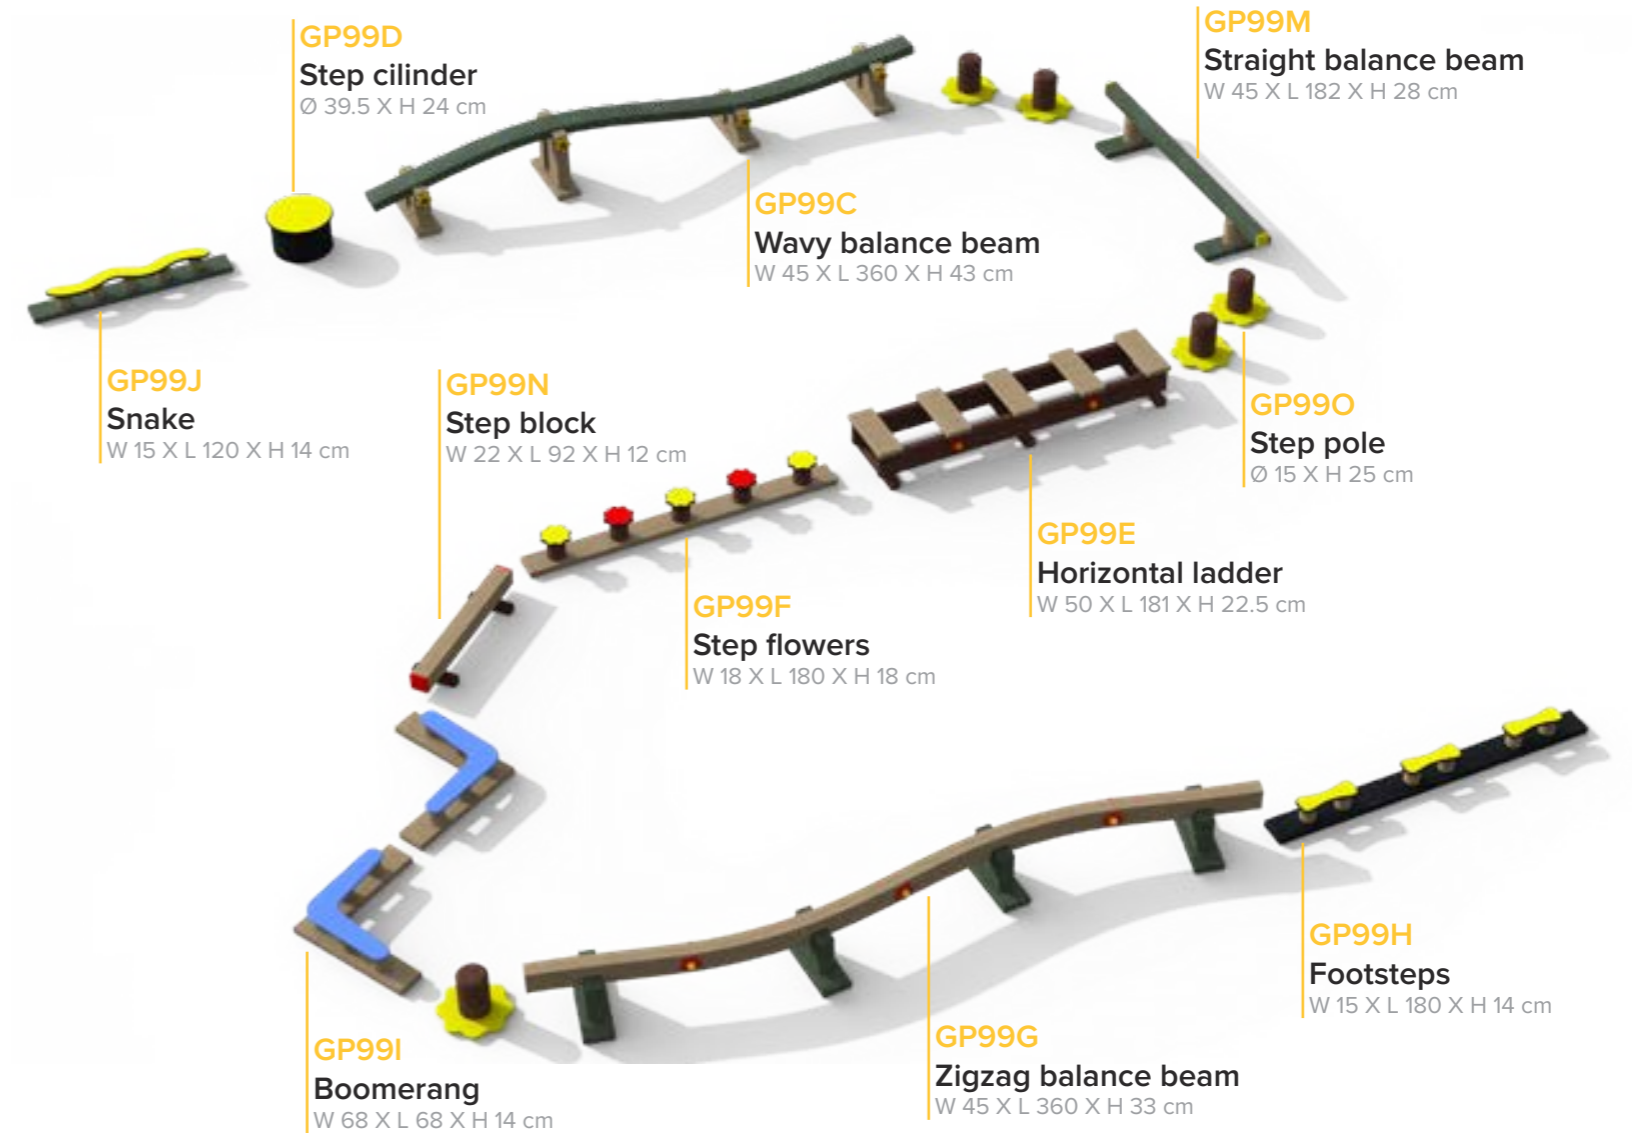 GP99D
Step cilinder
Ø 39.5 X H 24 cm
GP99M
Straight balance beam
W 45 X L 182 X H 28 cm
GP99C
Wavy balance beam
W 45 X L 360 X H 43 cm
GP99J
Snake
W 15 X L 120 X H 14 cm
GP99N
Step block
W 22 X L 92 X H 12 cm
GP99O
Step pole
Ø 15 X H 25 cm
GP99E
Horizontal ladder
W 50 X L 181 X H 22.5 cm
GP99F
Step flowers
W 18 X L 180 X H 18 cm
GP99H
Footsteps
W 15 X L 180 X H 14 cm
GP99I
Boomerang
W 68 X L 68 X H 14 cm
GP99G
Zigzag balance beam
W 45 X L 360 X H 33 cm